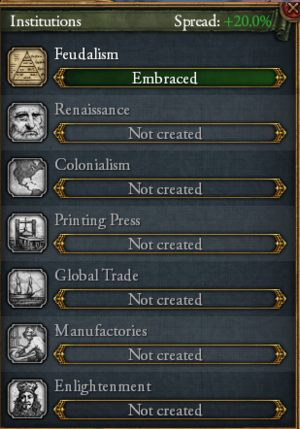 Institutions Spread: +20.0%
Feudalism
Embraced
Renaissance
Not created
Colonialism
Not created
Printing Press
Not created
Global Trade
Not created
Manufactories
Not created
Enlightenment
Not created